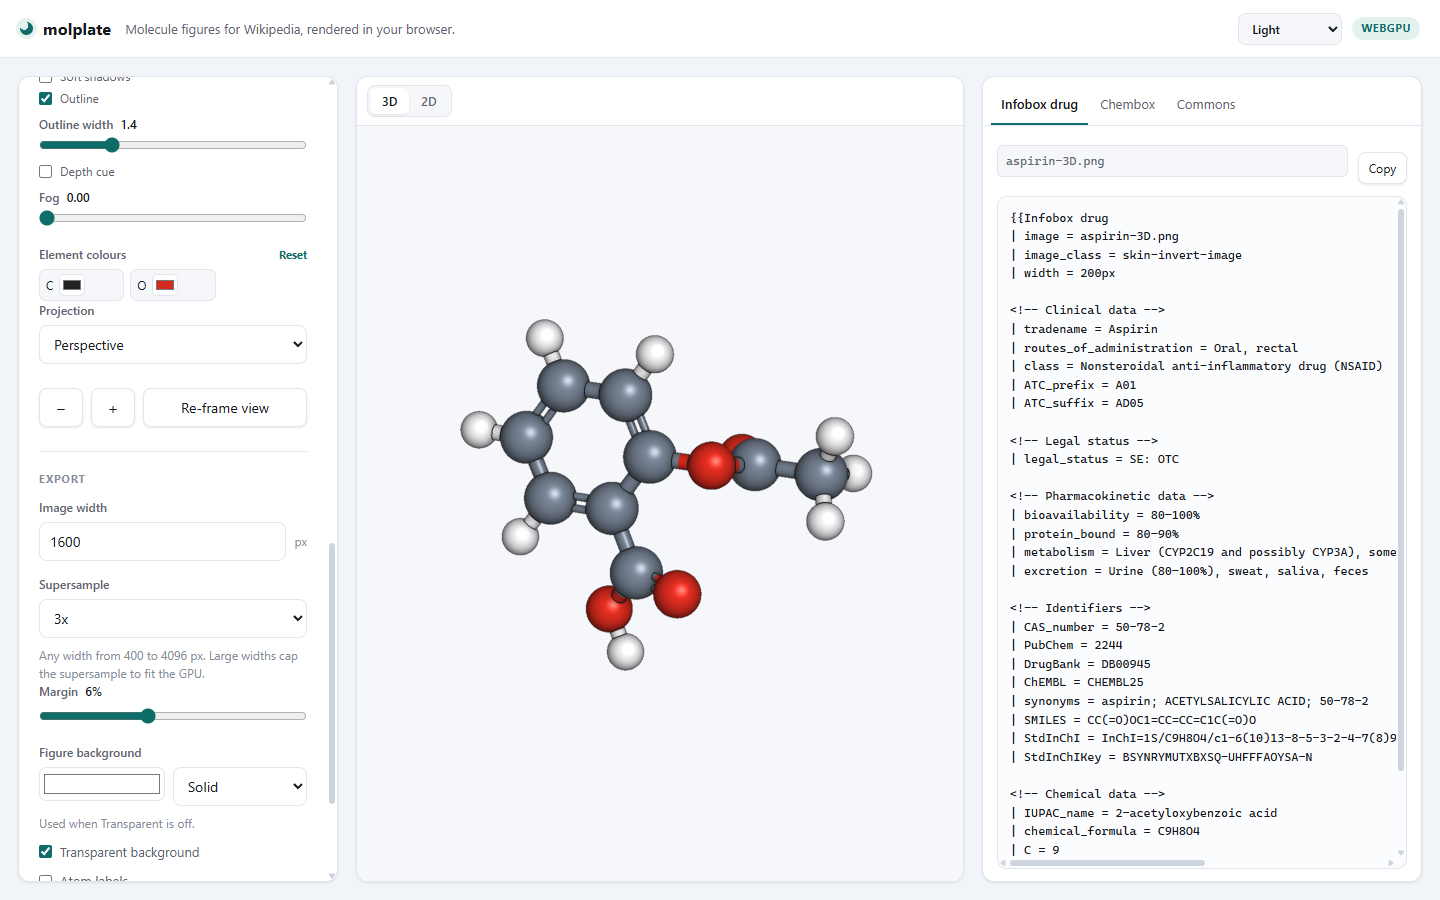 molplate
Molecule figures for Wikipedia, rendered in your browser.
Light
WEBGPU
Soft shadows
Outline
Outline width 1.4
Depth cue
Fog 0.00
Element colours Reset
C O
Projection
Perspective
− + Re-frame view
EXPORT
Image width
1600 px
Supersample
3x
Any width from 400 to 4096 px. Large widths cap
the supersample to fit the GPU.
Margin 6%
Figure background
Solid
Used when Transparent is off.
Transparent background
Atom labels
3D 2D
Infobox drug Chembox Commons
aspirin-3D.png
Copy
{{Infobox drug
| image = aspirin-3D.png
| image_class = skin-invert-image
| width = 200px
<!-- Clinical data -->
| tradename = Aspirin
| routes_of_administration = Oral, rectal
| class = Nonsteroidal anti-inflammatory drug (NSAID)
| ATC_prefix = A01
| ATC_suffix = AD05
<!-- Legal status -->
| legal_status = SE: OTC
<!-- Pharmacokinetic data -->
| bioavailability = 80-100%
| protein_bound = 80-90%
| metabolism = Liver (CYP2C19 and possibly CYP3A), some
| excretion = Urine (80-100%), sweat, saliva, feces
<!-- Identifiers -->
| CAS_number = 50-78-2
| PubChem = 2244
| DrugBank = DB00945
| ChEMBL = CHEMBL25
| synonyms = aspirin; ACETYLSALICYLIC ACID; 50-78-2
| SMILES = CC(=O)OC1=CC=CC=C1C(=O)O
| StdInChI = InChI=1S/C9H8O4/c1-6(10)13-8-5-3-2-4-7(8)9
| StdInChIKey = BSYNRYMUTXBXSQ-UHFFFAOYSA-N
<!-- Chemical data -->
| IUPAC_name = 2-acetyloxybenzoic acid
| chemical_formula = C9H8O4
| C = 9